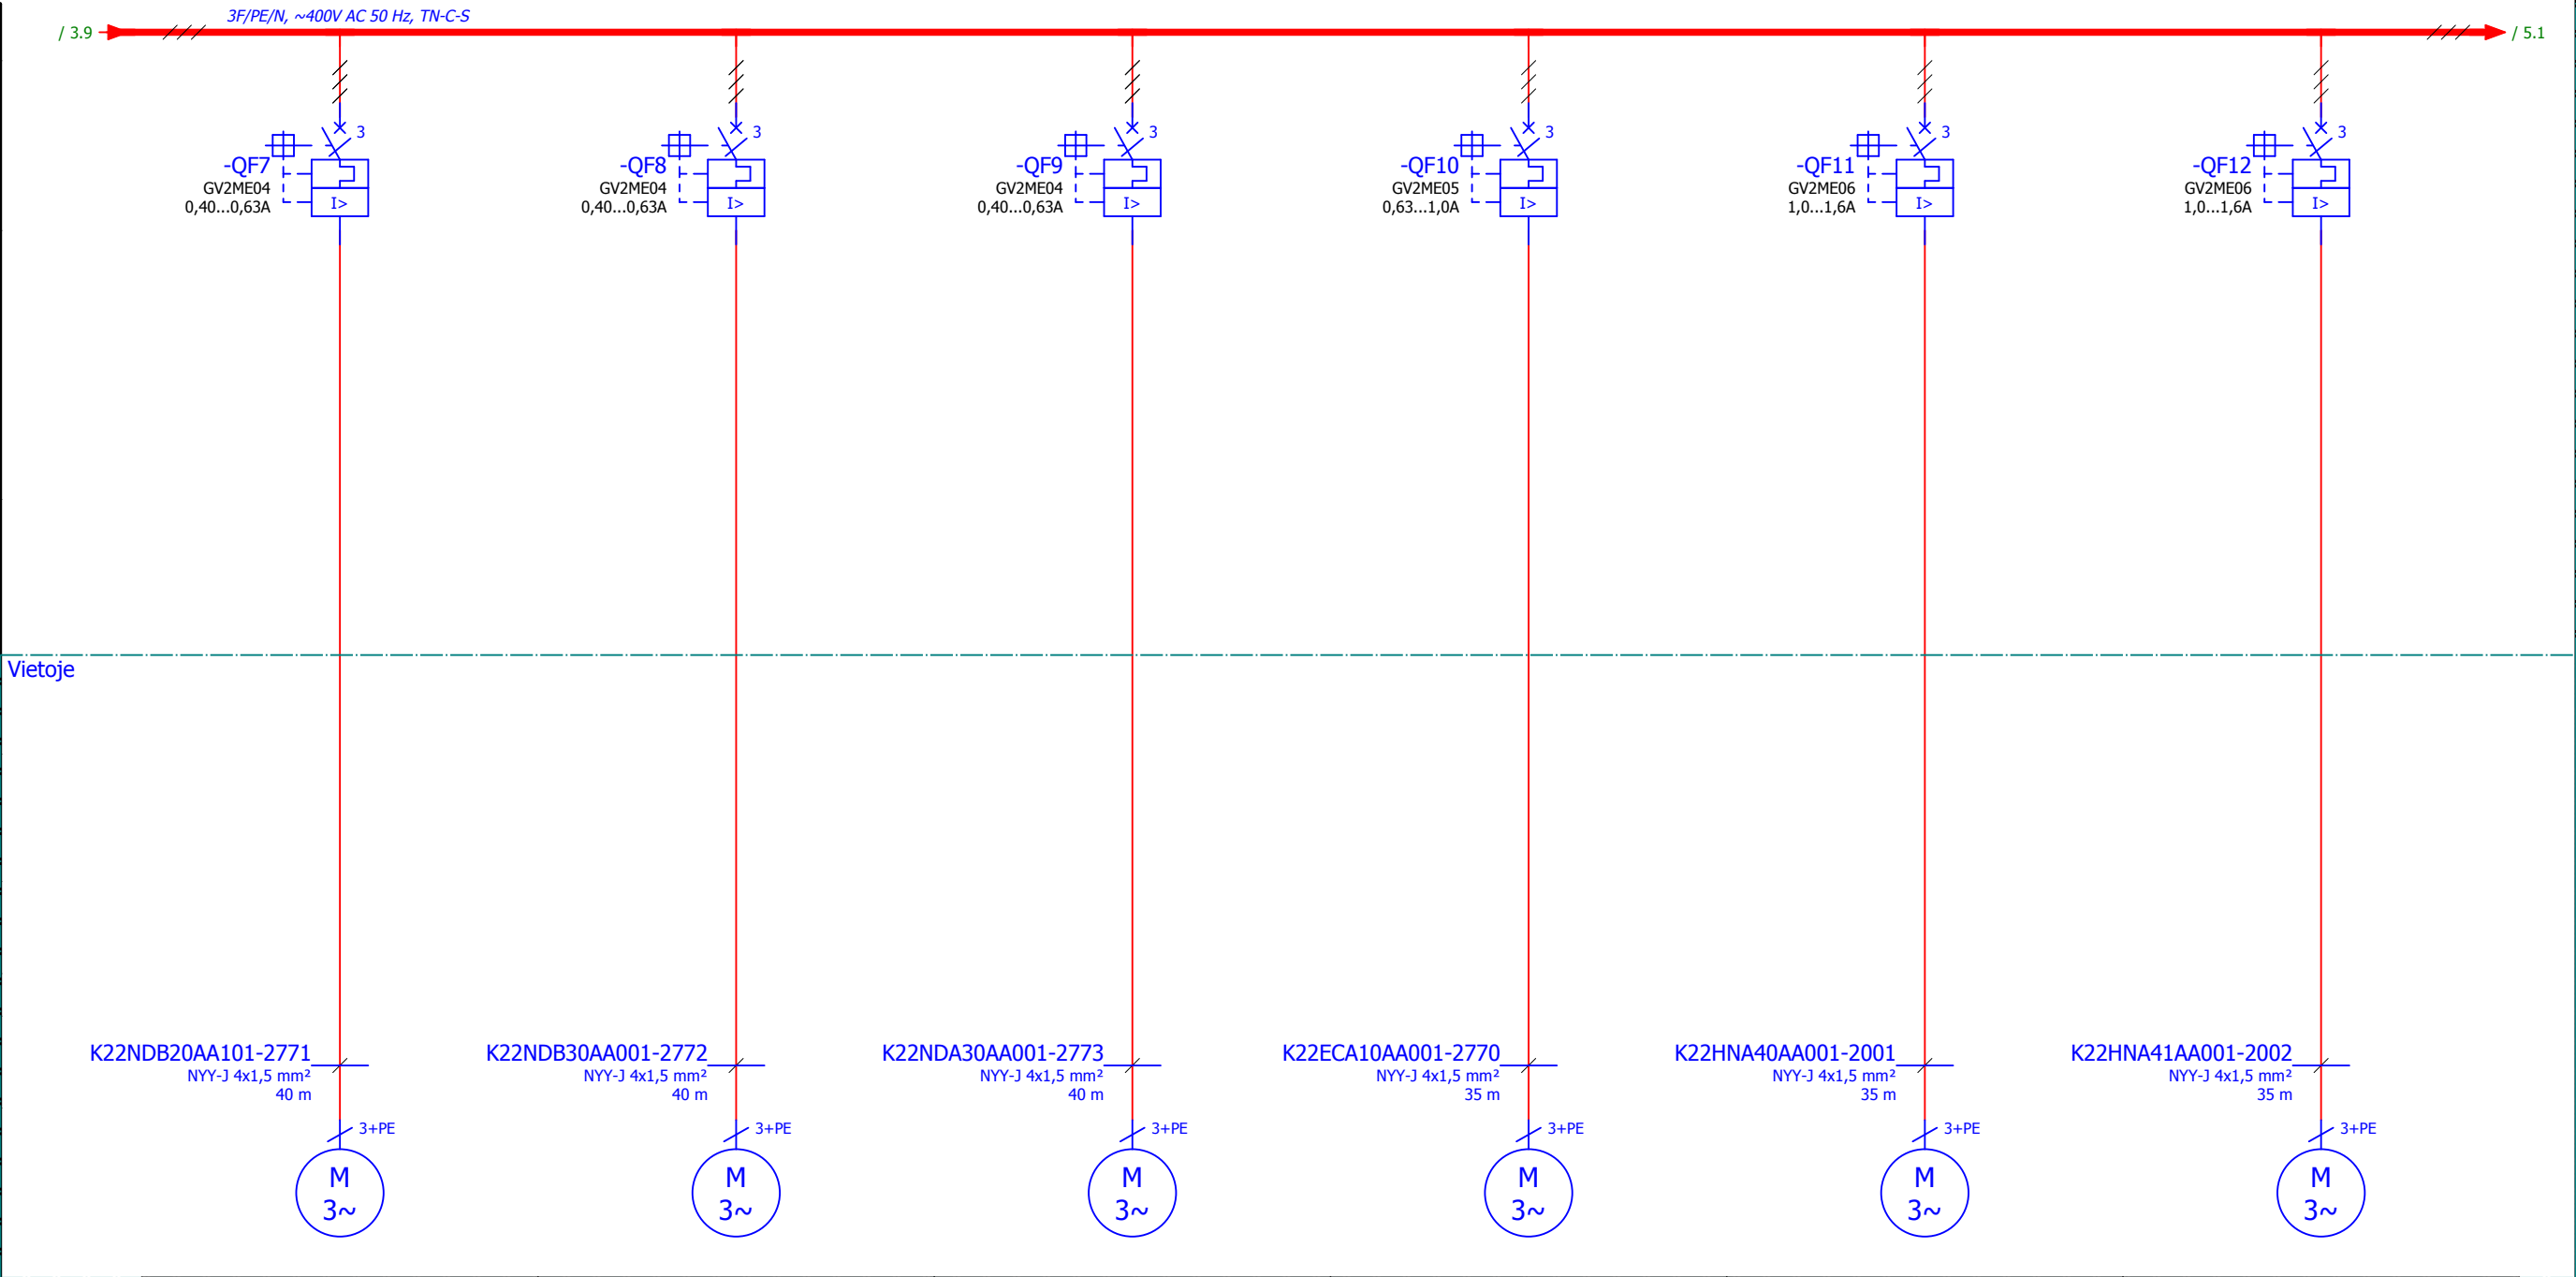 3F/PE/N, ~400V AC 50 Hz, TN-C-S
/ 3.9
/ 5.1
3
-QF7
GV2ME04
0,40...0,63A
I>
3
-QF8
GV2ME04
0,40...0,63A
I>
3
-QF9
GV2ME04
0,40...0,63A
I>
3
-QF10
GV2ME05
0,63...1,0A
I>
3
-QF11
GV2ME06
1,0...1,6A
I>
3
-QF12
GV2ME06
1,0...1,6A
I>
Vietoje
K22NDB20AA101-2771
NYY-J 4x1,5 mm²
40 m
3+PE
M
3~
K22NDB30AA001-2772
NYY-J 4x1,5 mm²
40 m
3+PE
M
3~
K22NDA30AA001-2773
NYY-J 4x1,5 mm²
40 m
3+PE
M
3~
K22ECA10AA001-2770
NYY-J 4x1,5 mm²
35 m
3+PE
M
3~
K22HNA40AA001-2001
NYY-J 4x1,5 mm²
35 m
3+PE
M
3~
K22HNA41AA001-2002
NYY-J 4x1,5 mm²
35 m
3+PE
M
3~